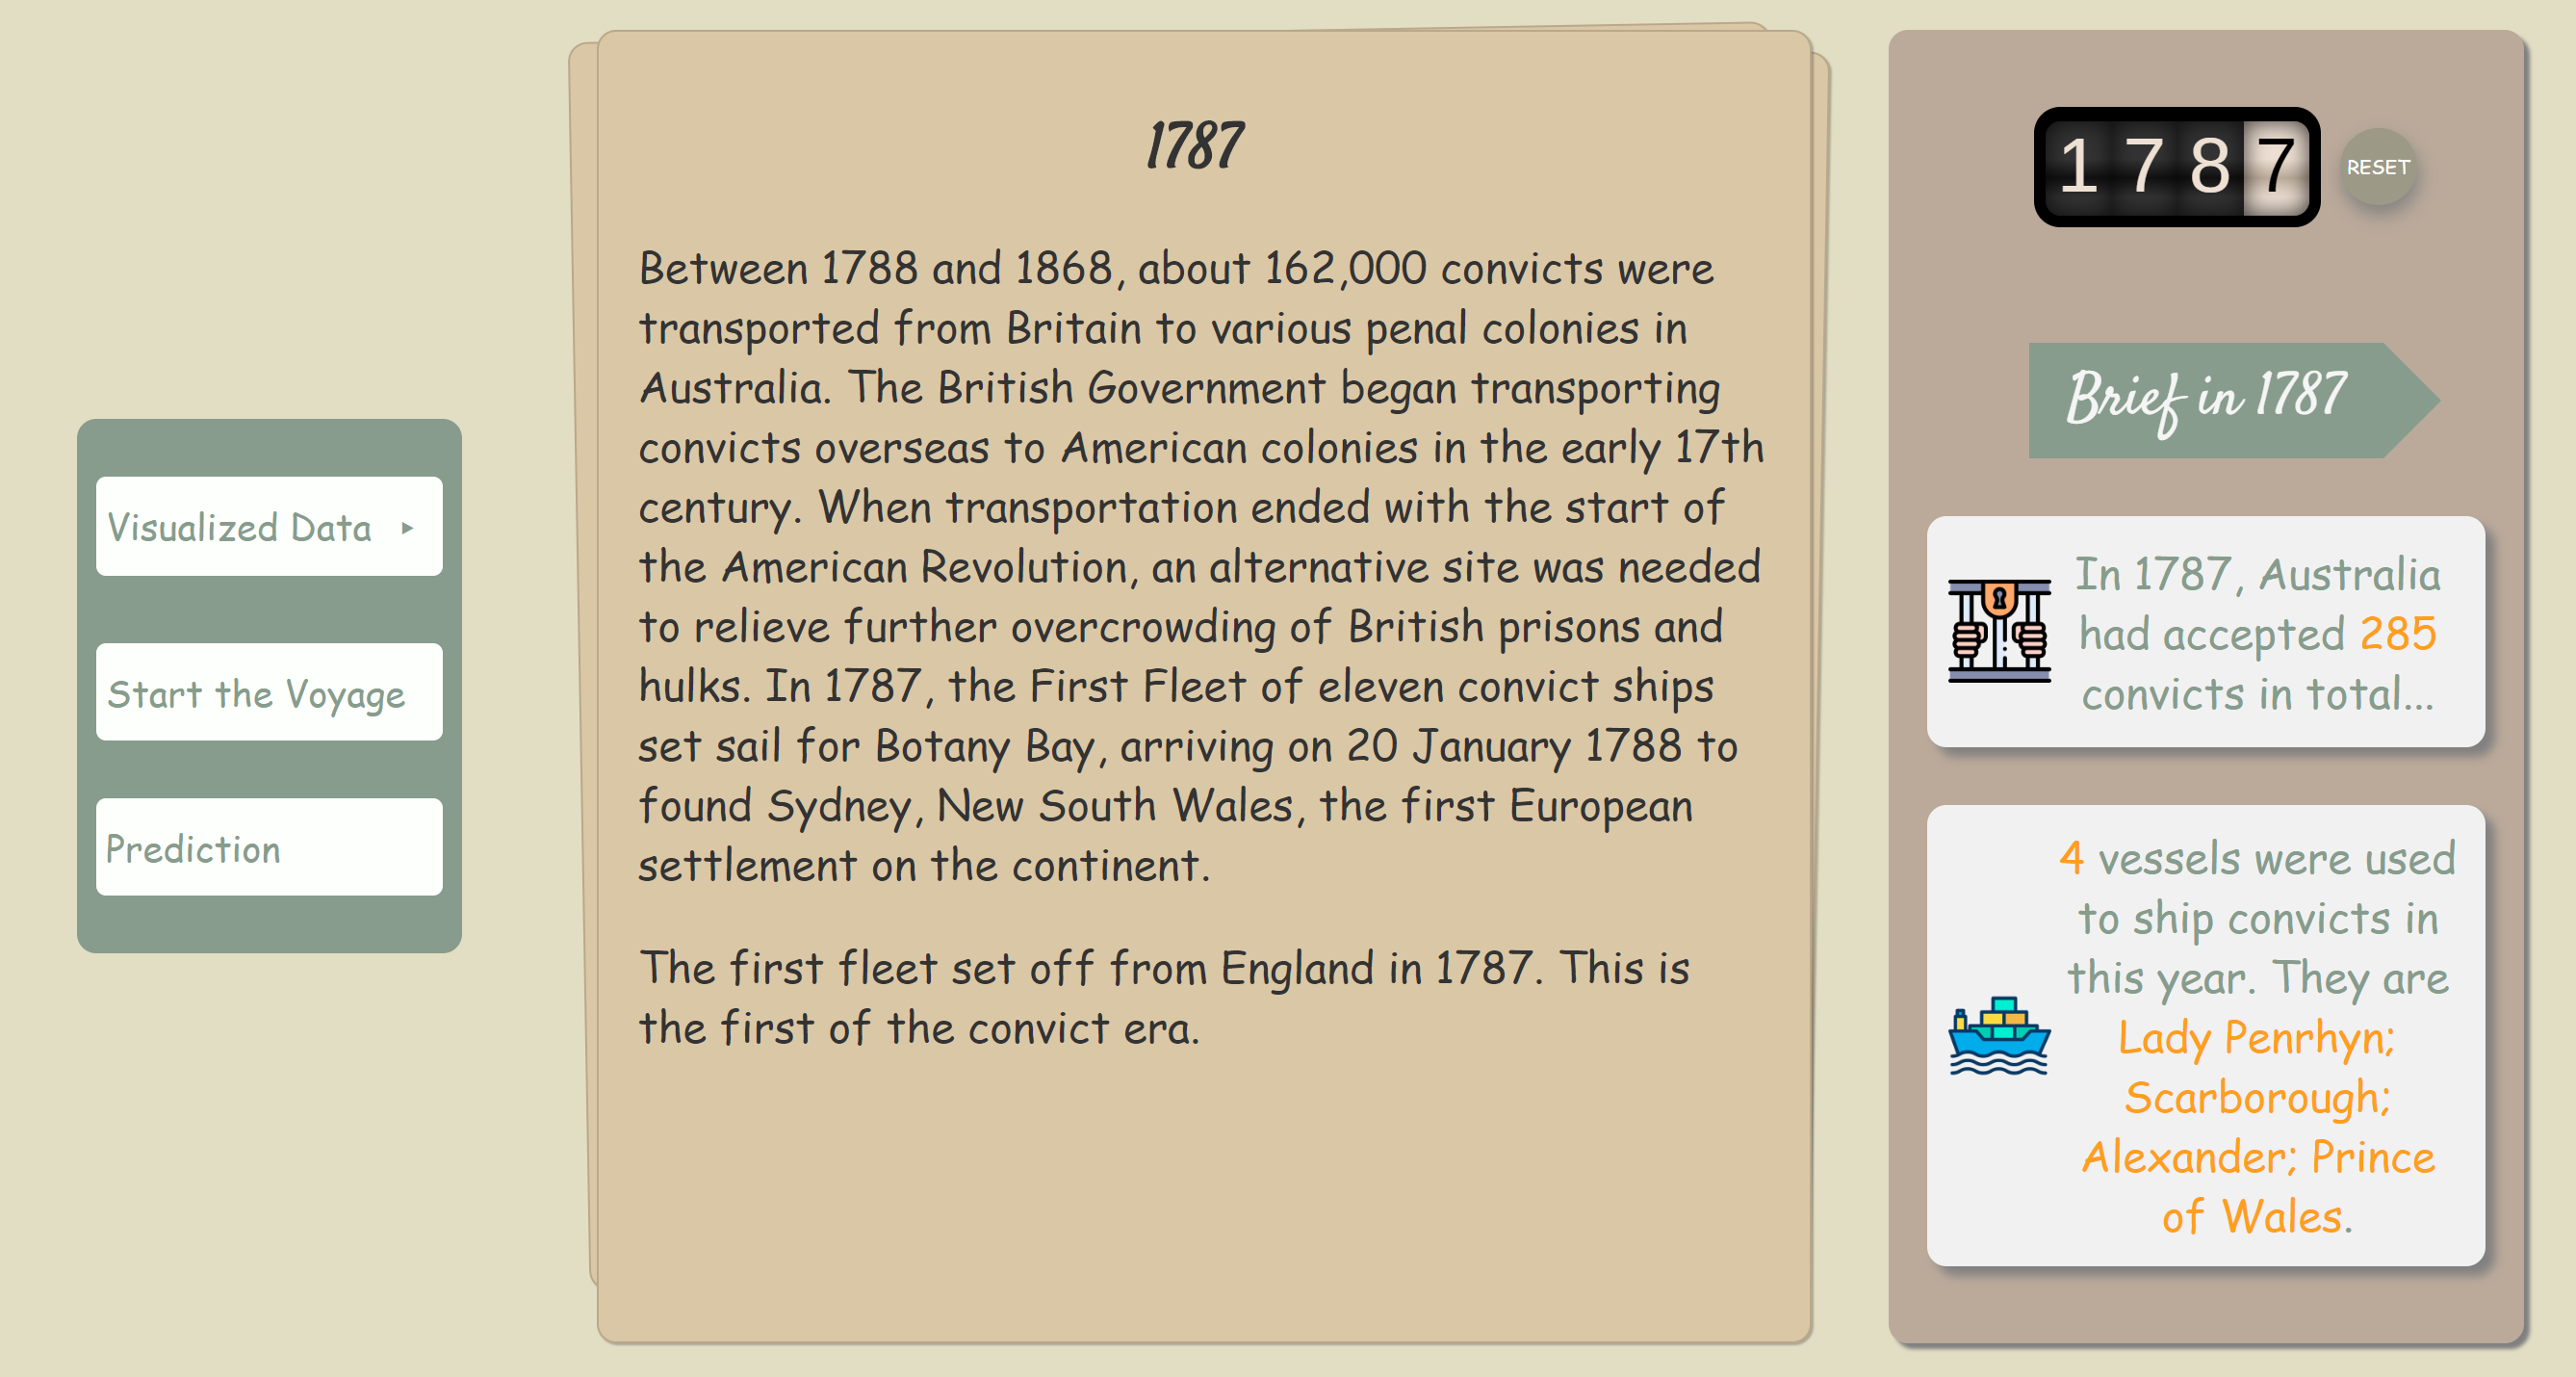 Visualized Data ▸
Start the Voyage
Prediction
1787
Between 1788 and 1868, about 162,000 convicts were
transported from Britain to various penal colonies in
Australia. The British Government began transporting
convicts overseas to American colonies in the early 17th
century. When transportation ended with the start of
the American Revolution, an alternative site was needed
to relieve further overcrowding of British prisons and
hulks. In 1787, the First Fleet of eleven convict ships
set sail for Botany Bay, arriving on 20 January 1788 to
found Sydney, New South Wales, the first European
settlement on the continent.
The first fleet set off from England in 1787. This is
the first of the convict era.
1787
RESET
Brief in 1787
In 1787, Australia
had accepted 285
convicts in total...
4 vessels were used
to ship convicts in
this year. They are
Lady Penrhyn;
Scarborough;
Alexander; Prince
of Wales.